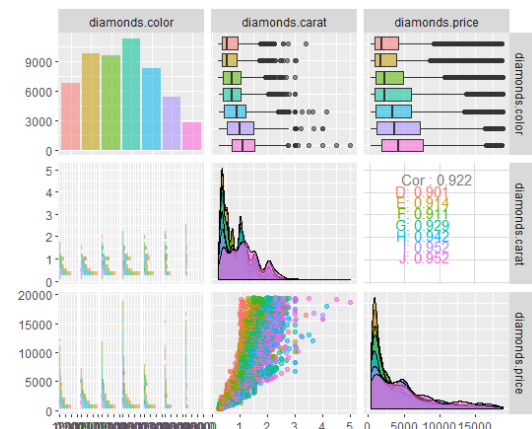 diamonds.color diamonds.carat diamonds.price
9000
6000
3000
0
diamonds.color
5
4
3
2
1
0
Cor : 0.922
D: 0.901
E: 0.914
F: 0.911
G: 0.929
H: 0.942
I: 0.952
J: 0.952
diamonds.carat
20000
15000
10000
5000
0
diamonds.price
0 1 2 3 4 5
0 5000 10000 15000